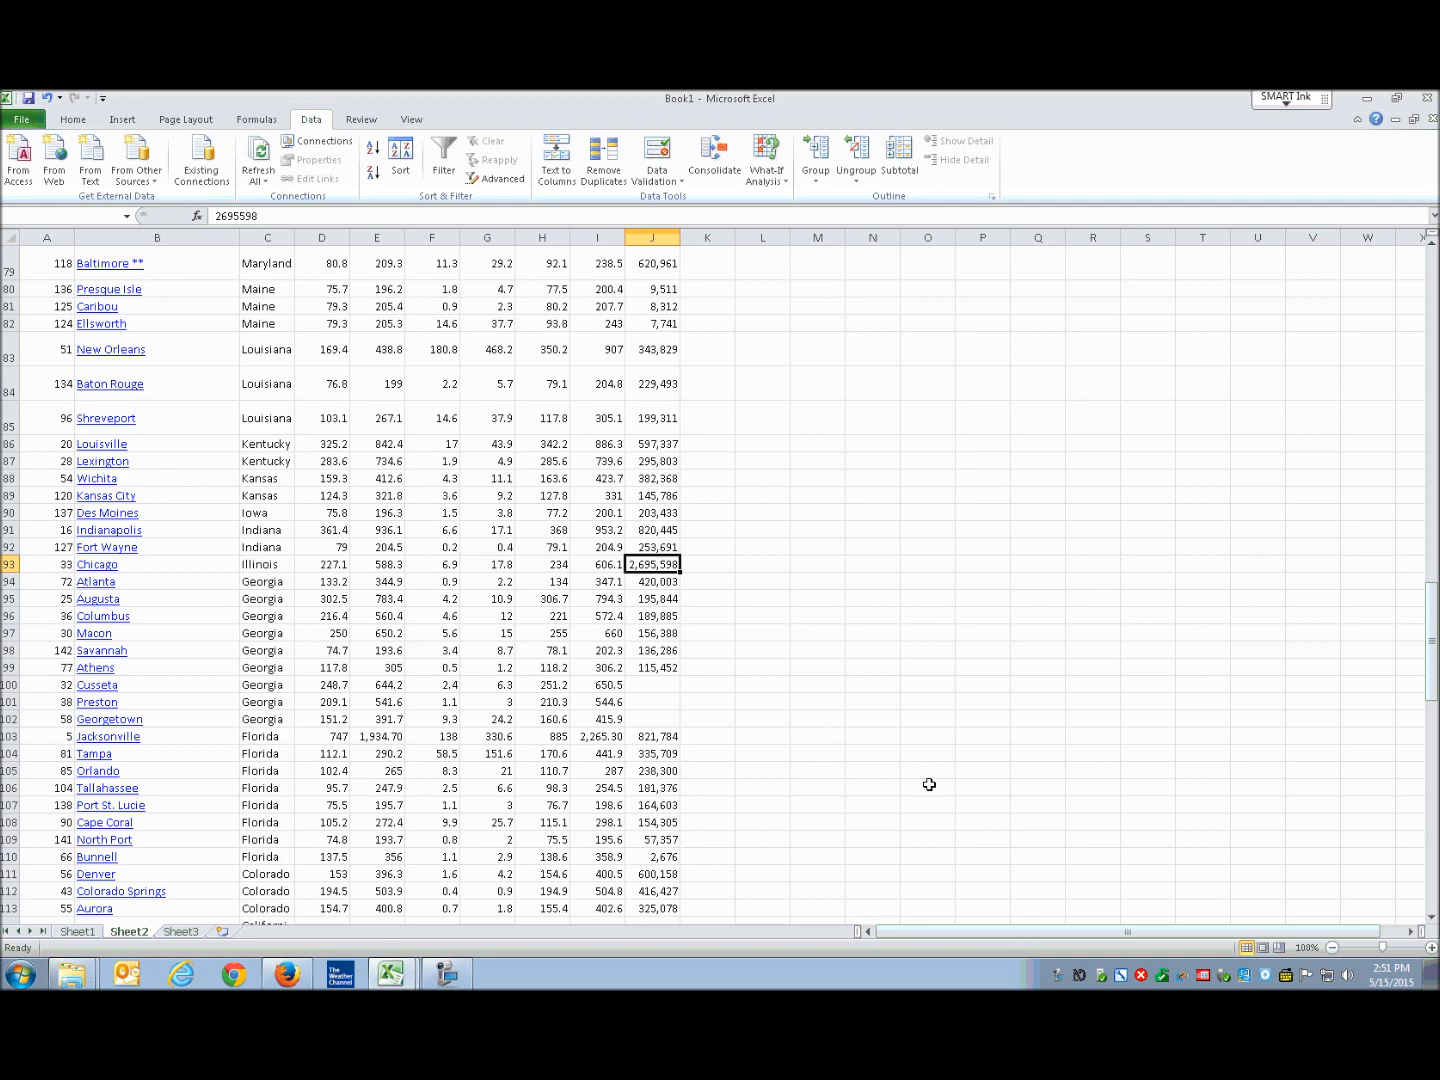 Book1 - Microsoft Excel
SMART Ink
File Home Insert Page Layout Formulas Data Review View
From Access
From Web
From Text
From Other Sources
Existing Connections
Get External Data
Refresh All
Connections
Properties
Edit Links
Connections
Sort
Filter
Clear
Reapply
Advanced
Sort & Filter
Text to Columns
Remove Duplicates
Data Validation
Consolidate
What-If Analysis
Data Tools
Group
Ungroup
Subtotal
Show Detail
Hide Detail
Outline
fx 2695598
A B C D E F G H I J K L M N O P Q R S T U V W
79 118 Baltimore ** Maryland 80.8 209.3 11.3 29.2 92.1 238.5 620,961
80 136 Presque Isle Maine 75.7 196.2 1.8 4.7 77.5 200.4 9,511
81 125 Caribou Maine 79.3 205.4 0.9 2.3 80.2 207.7 8,312
82 124 Ellsworth Maine 79.3 205.3 14.6 37.7 93.8 243 7,741
83 51 New Orleans Louisiana 169.4 438.8 180.8 468.2 350.2 907 343,829
84 134 Baton Rouge Louisiana 76.8 199 2.2 5.7 79.1 204.8 229,493
85 96 Shreveport Louisiana 103.1 267.1 14.6 37.9 117.8 305.1 199,311
86 20 Louisville Kentucky 325.2 842.4 17 43.9 342.2 886.3 597,337
87 28 Lexington Kentucky 283.6 734.6 1.9 4.9 285.6 739.6 295,803
88 54 Wichita Kansas 159.3 412.6 4.3 11.1 163.6 423.7 382,368
89 120 Kansas City Kansas 124.3 321.8 3.6 9.2 127.8 331 145,786
90 137 Des Moines Iowa 75.8 196.3 1.5 3.8 77.2 200.1 203,433
91 16 Indianapolis Indiana 361.4 936.1 6.6 17.1 368 953.2 820,445
92 127 Fort Wayne Indiana 79 204.5 0.2 0.4 79.1 204.9 253,691
93 33 Chicago Illinois 227.1 588.3 6.9 17.8 234 606.1 2,695,598
94 72 Atlanta Georgia 133.2 344.9 0.9 2.2 134 347.1 420,003
95 25 Augusta Georgia 302.5 783.4 4.2 10.9 306.7 794.3 195,844
96 36 Columbus Georgia 216.4 560.4 4.6 12 221 572.4 189,885
97 30 Macon Georgia 250 650.2 5.6 15 255 660 156,388
98 142 Savannah Georgia 74.7 193.6 3.4 8.7 78.1 202.3 136,286
99 77 Athens Georgia 117.8 305 0.5 1.2 118.2 306.2 115,452
100 32 Cusseta Georgia 248.7 644.2 2.4 6.3 251.2 650.5
101 38 Preston Georgia 209.1 541.6 1.1 3 210.3 544.6
102 58 Georgetown Georgia 151.2 391.7 9.3 24.2 160.6 415.9
103 5 Jacksonville Florida 747 1,934.70 138 330.6 885 2,265.30 821,784
104 81 Tampa Florida 112.1 290.2 58.5 151.6 170.6 441.9 335,709
105 85 Orlando Florida 102.4 265 8.3 21 110.7 287 238,300
106 104 Tallahassee Florida 95.7 247.9 2.5 6.6 98.3 254.5 181,376
107 138 Port St. Lucie Florida 75.5 195.7 1.1 3 76.7 198.6 164,603
108 90 Cape Coral Florida 105.2 272.4 9.9 25.7 115.1 298.1 154,305
109 141 North Port Florida 74.8 193.7 0.8 2 75.5 195.6 57,357
110 66 Bunnell Florida 137.5 356 1.1 2.9 138.6 358.9 2,676
111 56 Denver Colorado 153 396.3 1.6 4.2 154.6 400.5 600,158
112 43 Colorado Springs Colorado 194.5 503.9 0.4 0.9 194.9 504.8 416,427
113 55 Aurora Colorado 154.7 400.8 0.7 1.8 155.4 402.6 325,078
Sheet1 Sheet2 Sheet3
Ready
100%
The Weather Channel
2:51 PM
5/15/2015